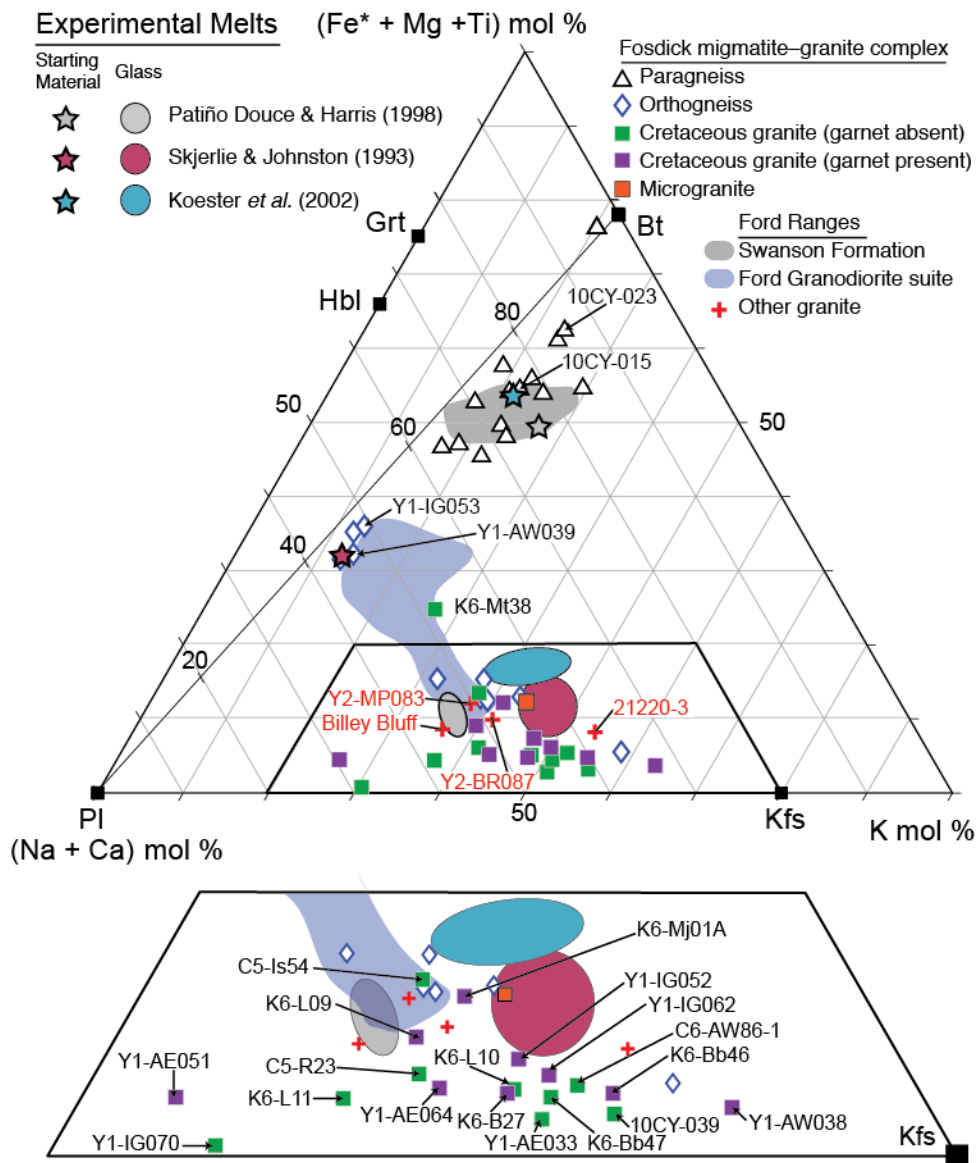 Experimental Melts
Starting Material
Glass
Patiño Douce & Harris (1998)
Skjerlie & Johnston (1993)
Koester et al. (2002)
(Fe* + Mg +Ti) mol %
Fosdick migmatite–granite complex
Paragneiss
Orthogneiss
Cretaceous granite (garnet absent)
Cretaceous granite (garnet present)
Microgranite
Ford Ranges
Swanson Formation
Ford Granodiorite suite
Other granite
Grt
Bt
Hbl
10CY-023
80
10CY-015
50
60
50
Y1-IG053
Y1-AW039
40
K6-Mt38
20
Y2-MP083
Billey Bluff
21220-3
Y2-BR087
Pl
50
Kfs
K mol %
(Na + Ca) mol %
K6-Mj01A
C5-Is54
Y1-IG052
K6-L09
Y1-IG062
C6-AW86-1
K6-L10
K6-Bb46
Y1-AE051
C5-R23
K6-L11
Y1-AE064
K6-B27
Y1-IG070
Y1-AE033
K6-Bb47
10CY-039
Y1-AW038
Kfs